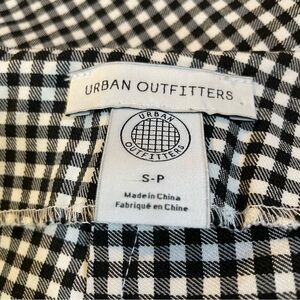 URBAN OUTFITTERS
URBAN
OUTFITTERS
S-P
Made in China
Fabriqué en Chine